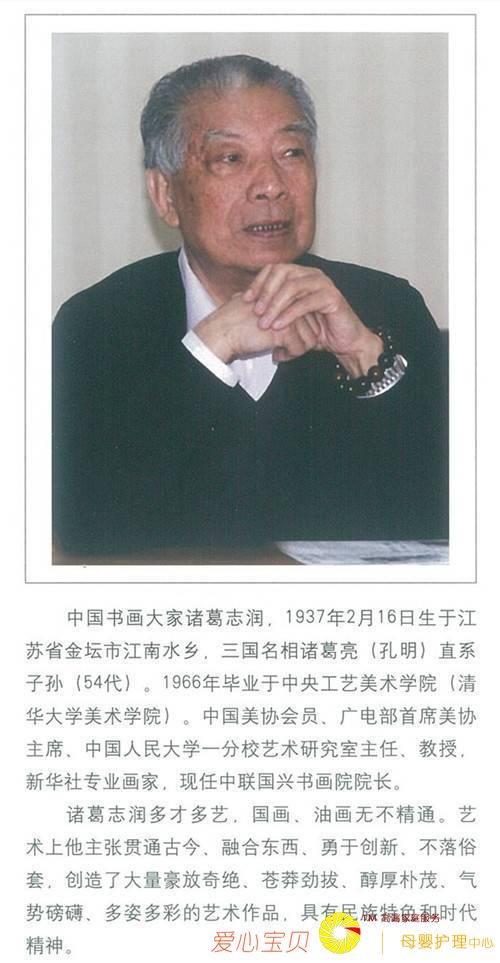 中国书画大家诸葛志润，1937年2月16日生于江
苏省金坛市江南水乡，三国名相诸葛亮（孔明）直系
子孙（54代）。1966年毕业于中央工艺美术学院（清
华大学美术学院）。中国美协会员、广电部首席美协
主席、中国人民大学一分校艺术研究室主任、教授，
新华社专业画家，现任中联国兴书画院院长。
诸葛志润多才多艺，国画、油画无不精通。艺
术上他主张贯通古今、融合东西、勇于创新、不落俗
套，创造了大量豪放奇绝、苍莽劲拔、醇厚朴茂、气
势磅礴、多姿多彩的艺术作品，具有民族特色和时代
精神。
爱心宝贝
TM
家庭服务
母婴护理中心